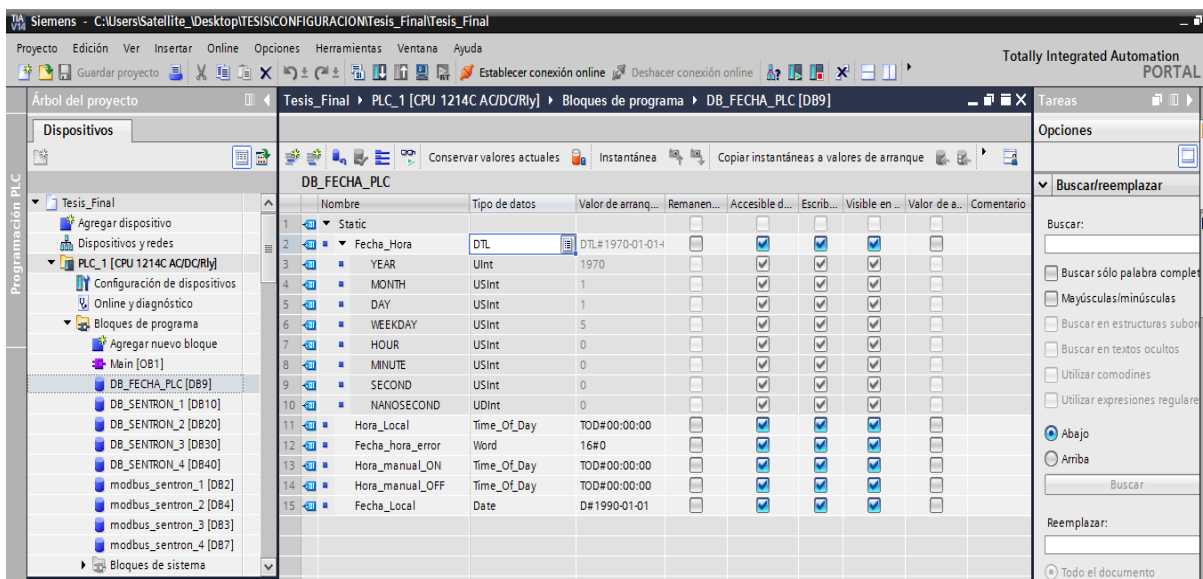 TIA V14
Siemens - C:\Users\Satellite_\Desktop\TESIS\CONFIGURACION\Tesis_Final\Tesis_Final
Proyecto Edición Ver Insertar Online Opciones Herramientas Ventana Ayuda
Guardar proyecto Establecer conexión online Deshacer conexión online
Totally Integrated Automation
PORTAL
Árbol del proyecto
Dispositivos
Programación PLC
Tesis_Final
Agregar dispositivo
Dispositivos y redes
PLC_1 [CPU 1214C AC/DC/Rly]
Configuración de dispositivos
Online y diagnóstico
Bloques de programa
Agregar nuevo bloque
Main [OB1]
DB_FECHA_PLC [DB9]
DB_SENTRON_1 [DB10]
DB_SENTRON_2 [DB20]
DB_SENTRON_3 [DB30]
DB_SENTRON_4 [DB40]
modbus_sentron_1 [DB2]
modbus_sentron_2 [DB4]
modbus_sentron_3 [DB3]
modbus_sentron_4 [DB7]
Bloques de sistema
Tesis_Final PLC_1 [CPU 1214C AC/DC/Rly] Bloques de programa DB_FECHA_PLC [DB9]
Conservar valores actuales Instantánea Copiar instantáneas a valores de arranque
DB_FECHA_PLC
Nombre Tipo de datos Valor de arranq... Remanen... Accesible d... Escrib... Visible en .. Valor de a.. Comentario
1 Static
2 Fecha_Hora DTL DTL#1970-01-01-
3 YEAR UInt 1970
4 MONTH USInt 1
5 DAY USInt 1
6 WEEKDAY USInt 5
7 HOUR USInt 0
8 MINUTE USInt 0
9 SECOND USInt 0
10 NANOSECOND UDInt 0
11 Hora_Local Time_Of_Day TOD#00:00:00
12 Fecha_hora_error Word 16#0
13 Hora_manual_ON Time_Of_Day TOD#00:00:00
14 Hora_manual_OFF Time_Of_Day TOD#00:00:00
15 Fecha_Local Date D#1990-01-01
Tareas
Opciones
Buscar/reemplazar
Buscar:
Buscar sólo palabra complet
Mayúsculas/minúsculas
Buscar en estructuras subor
Buscar en textos ocultos
Utilizar comodines
Utilizar expresiones regulare
Abajo
Arriba
Buscar
Reemplazar:
Todo el documento